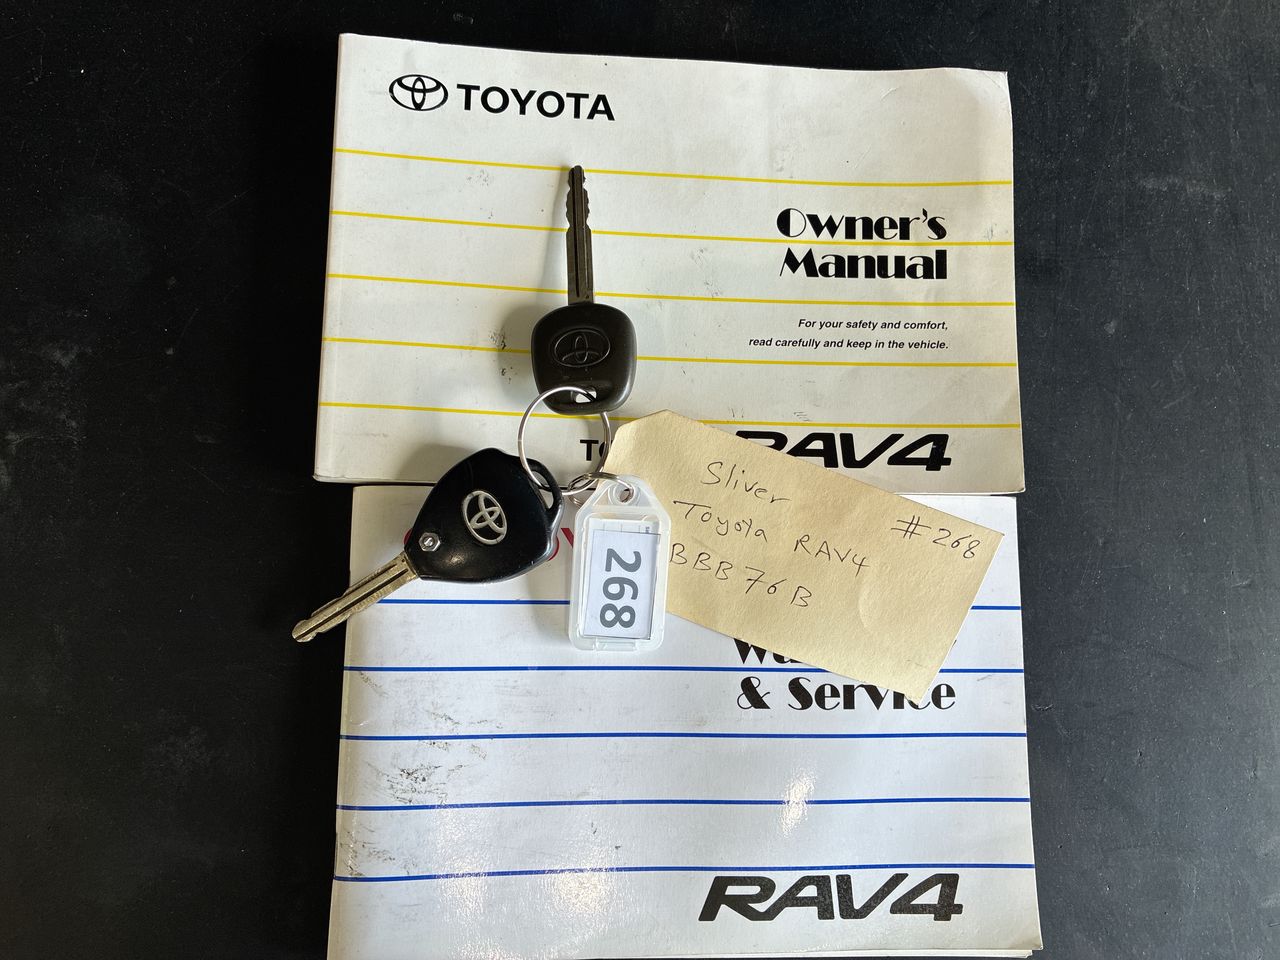 TOYOTA
Owner's
Manual
For your safety and comfort,
read carefully and keep in the vehicle.
RAV4
Sliver
Toyota RAV4
BBB76B
#268
268
& Service
RAV4